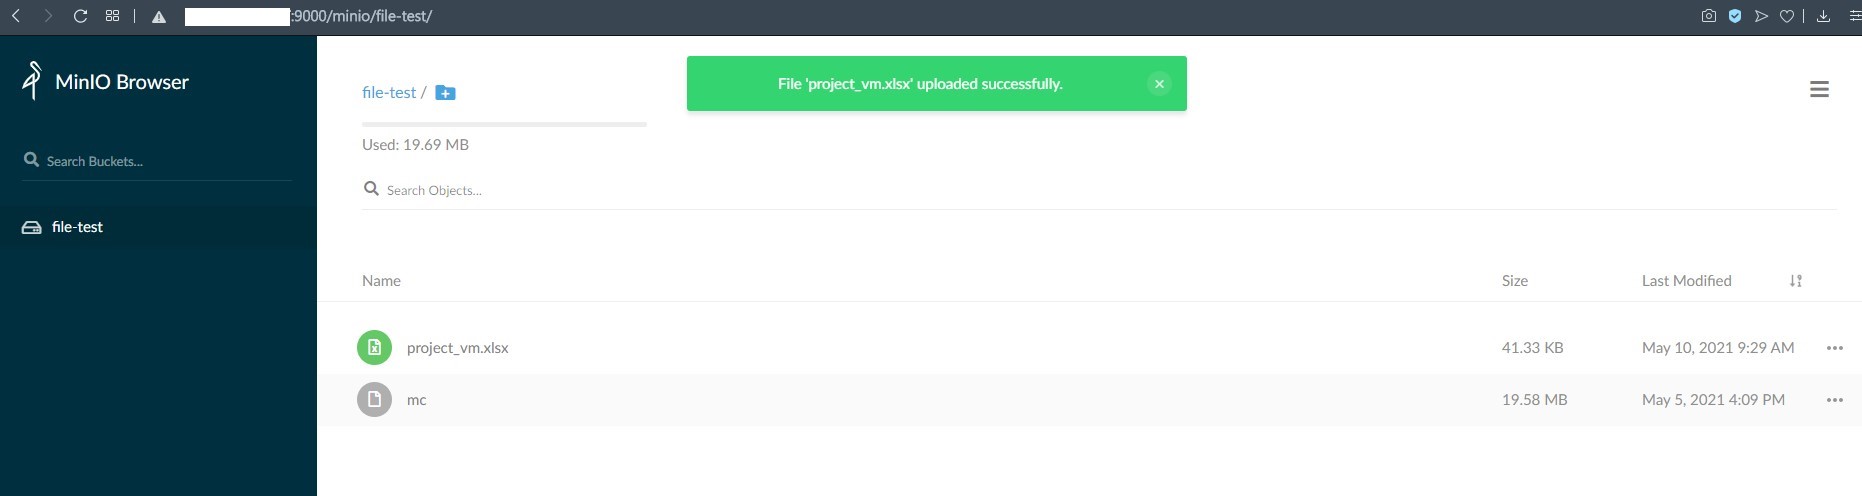 :9000/minio/file-test/
MinIO Browser
Search Buckets...
file-test
File 'project_vm.xlsx' uploaded successfully.
file-test /
Used: 19.69 MB
Search Objects...
Name Size Last Modified
project_vm.xlsx 41.33 KB May 10, 2021 9:29 AM
mc 19.58 MB May 5, 2021 4:09 PM